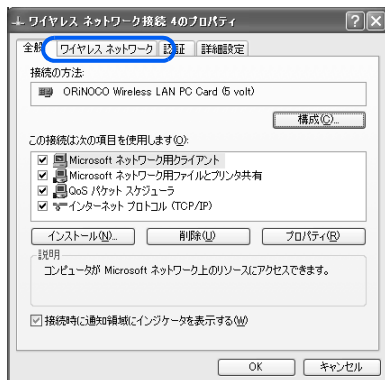 ワイヤレス ネットワーク接続 4のプロパティ
全般 ワイヤレス ネットワーク 認証 詳細設定
接続の方法:
ORiNOCO Wireless LAN PC Card (5 volt)
構成(C)...
この接続は次の項目を使用します(O):
Microsoft ネットワーク用クライアント
Microsoft ネットワーク用ファイルとプリンタ共有
QoS パケット スケジューラ
インターネット プロトコル (TCP/IP)
インストール(N)... 削除(U) プロパティ(R)
説明
コンピュータが Microsoft ネットワーク上のリソースにアクセスできます。
接続時に通知領域にインジケータを表示する(W)
OK キャンセル